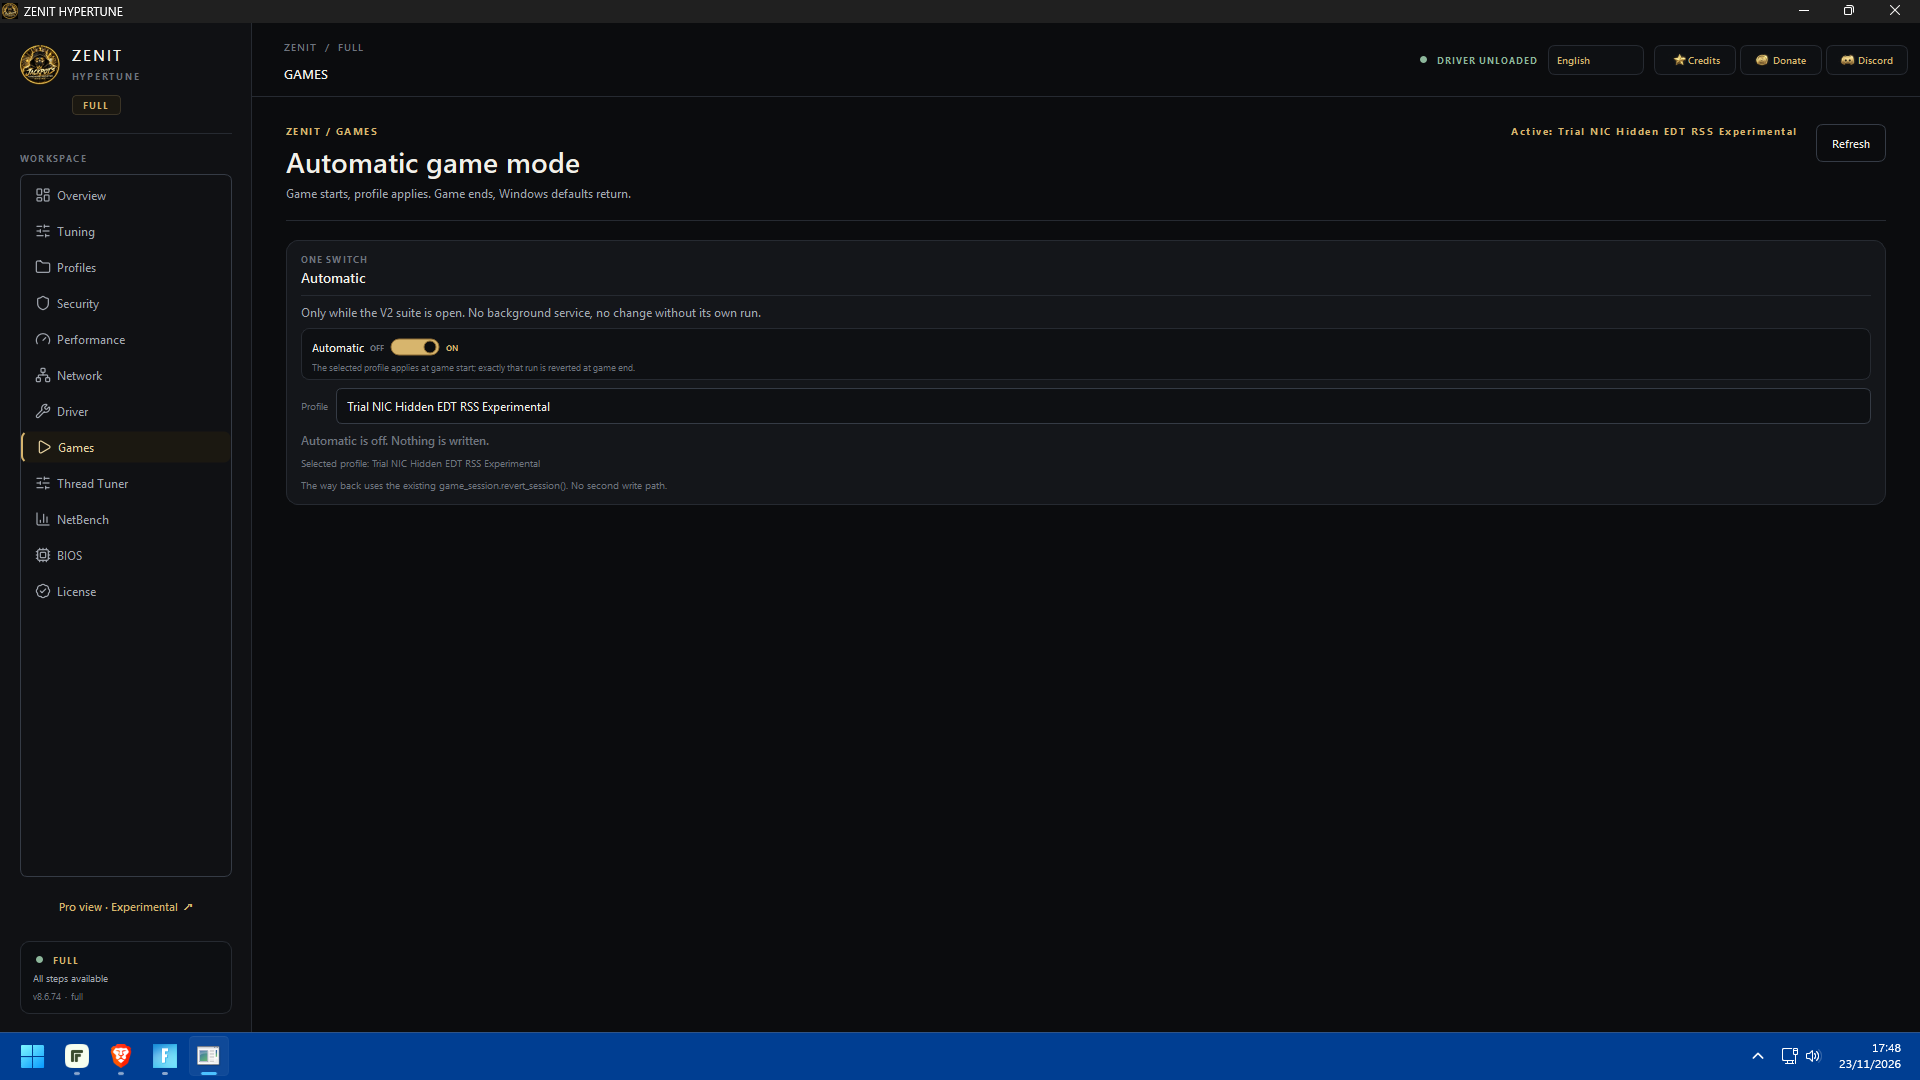 ZENIT HYPERTUNE
ZENIT
HYPERTUNE
FULL
WORKSPACE
Overview
Tuning
Profiles
Security
Performance
Network
Driver
Games
Thread Tuner
NetBench
BIOS
License
Pro view · Experimental ↗
FULL
All steps available
v8.6.74 - full
ZENIT / FULL
GAMES
DRIVER UNLOADED
English
Credits
Donate
Discord
ZENIT / GAMES
Automatic game mode
Game starts, profile applies. Game ends, Windows defaults return.
Active: Trial NIC Hidden EDT RSS Experimental
Refresh
ONE SWITCH
Automatic
Only while the V2 suite is open. No background service, no change without its own run.
Automatic OFF ON
The selected profile applies at game start; exactly that run is reverted at game end.
Profile Trial NIC Hidden EDT RSS Experimental
Automatic is off. Nothing is written.
Selected profile: Trial NIC Hidden EDT RSS Experimental
The way back uses the existing game_session.revert_session(). No second write path.
17:48
23/11/2026